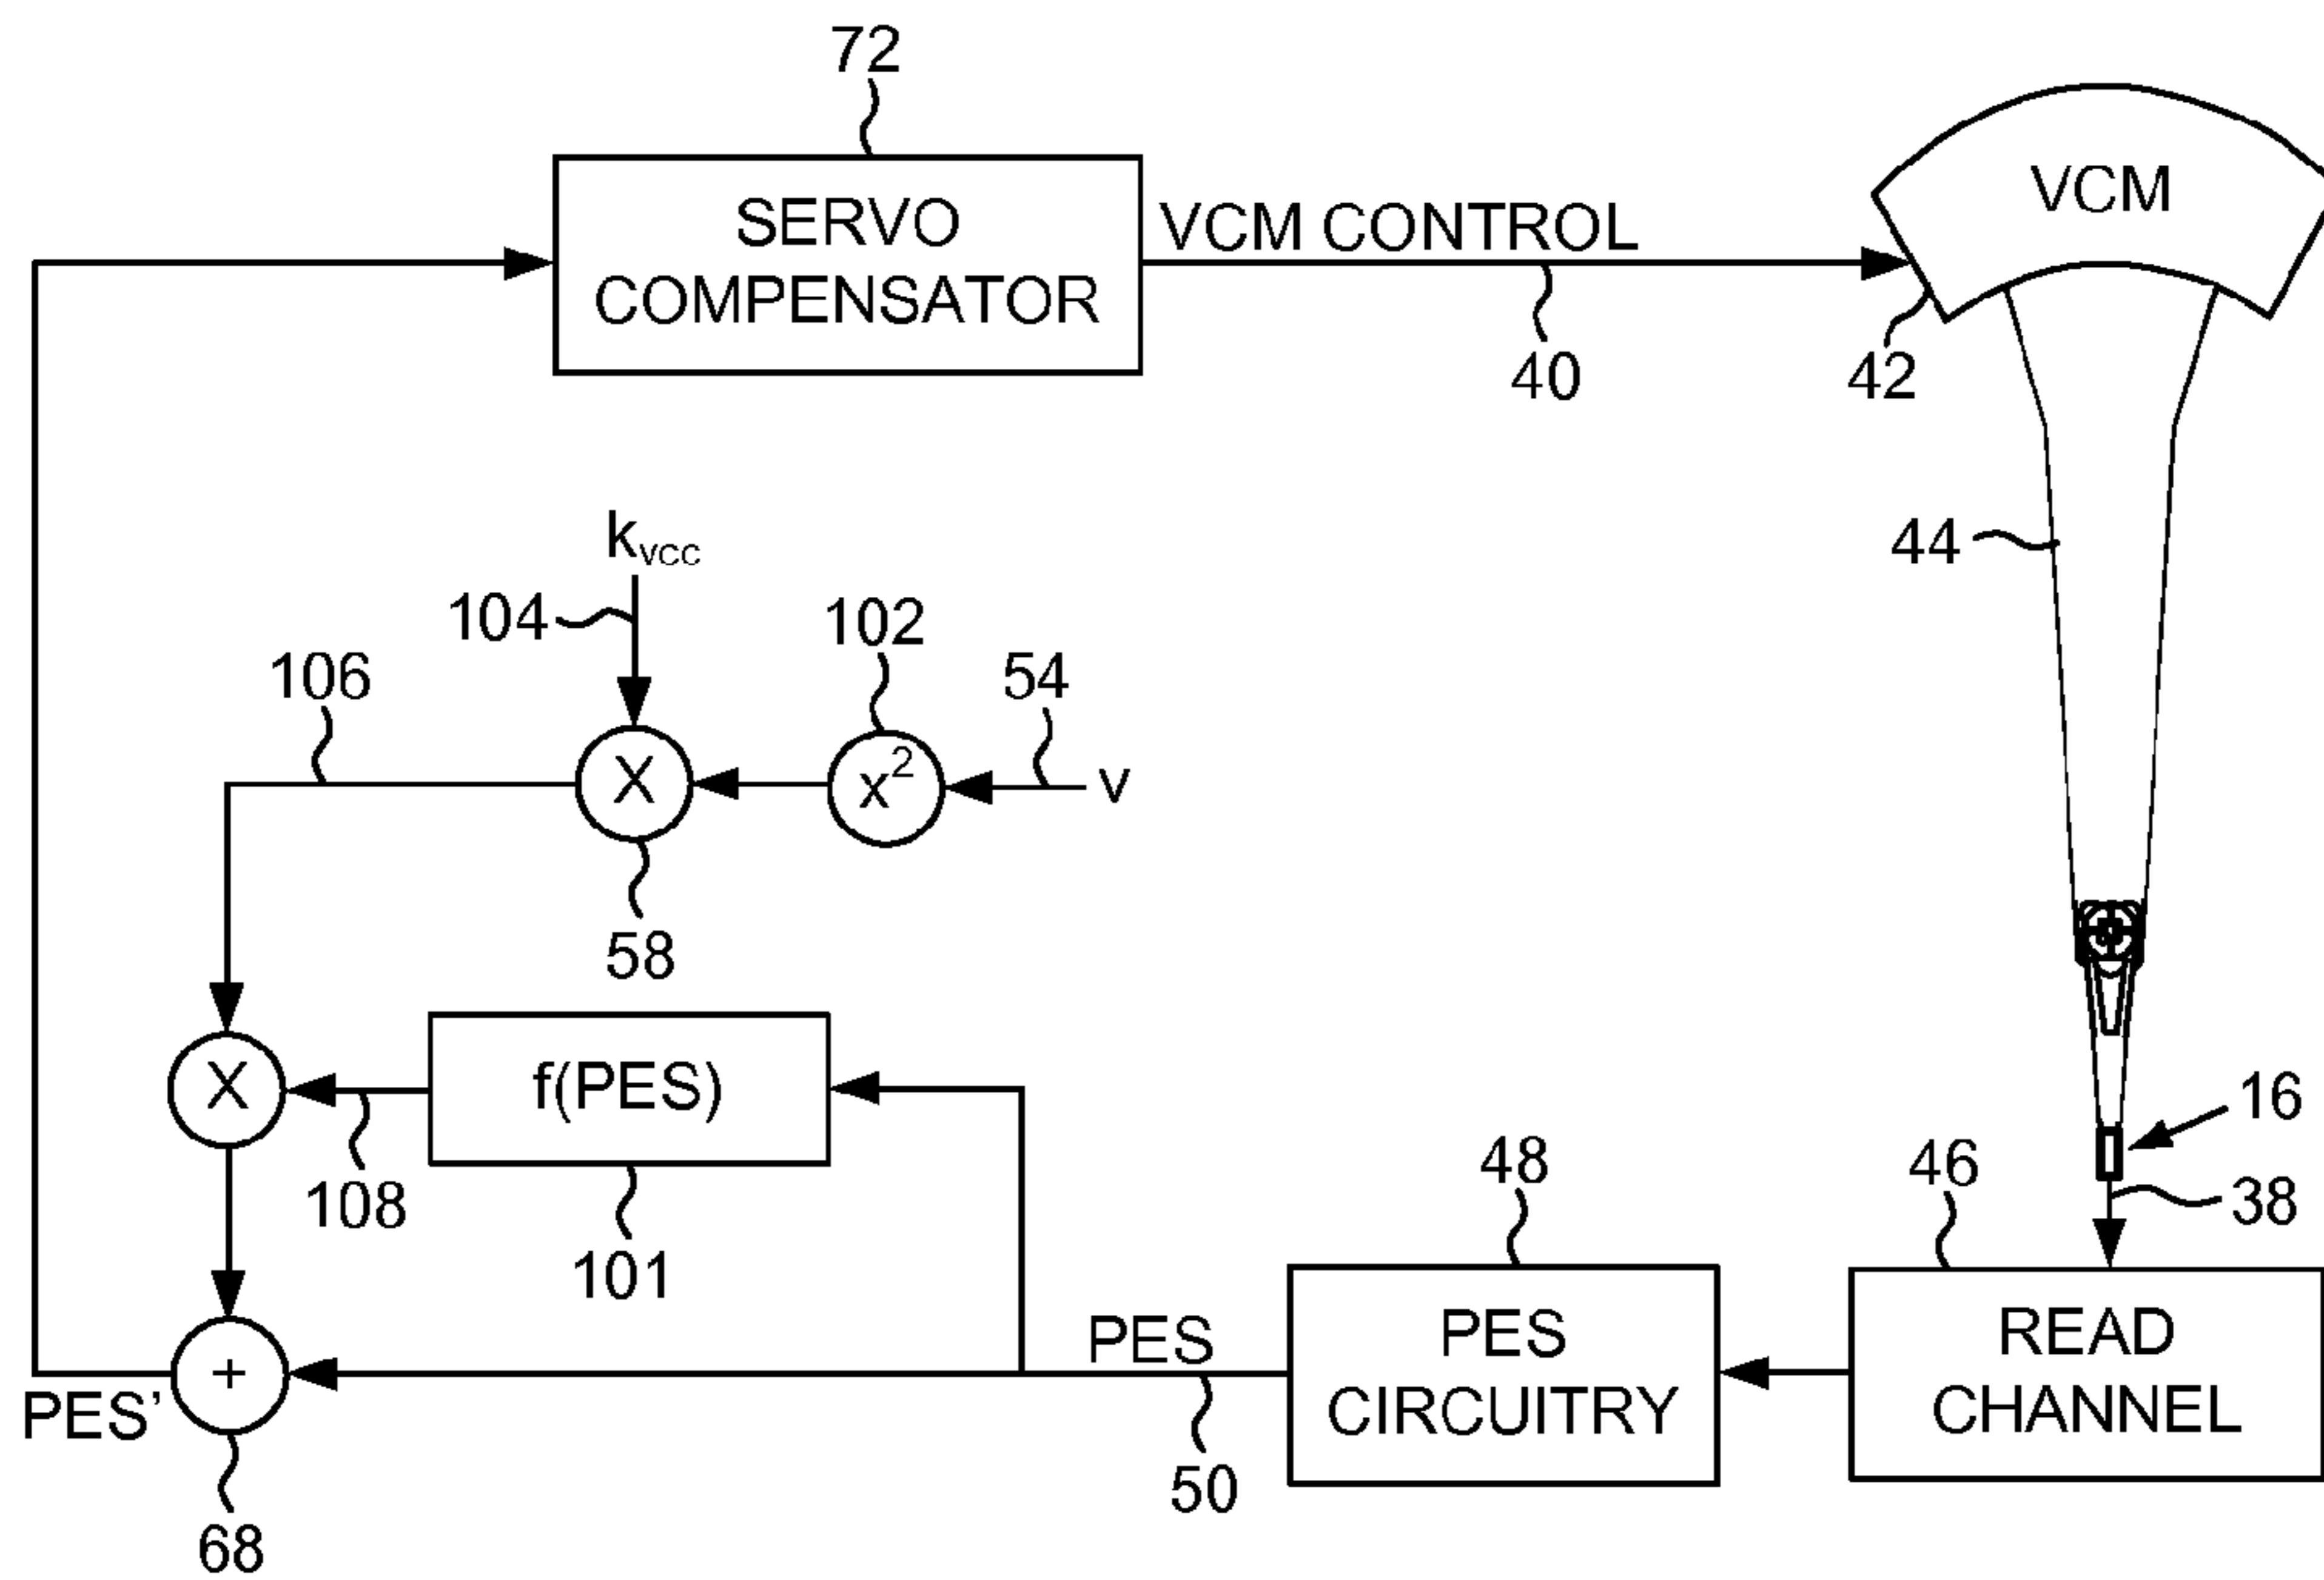 72
SERVO
COMPENSATOR
VCM CONTROL
40
VCM
42
44
kVCC
104
102
54
106
X
x2
v
58
X
f(PES)
108
101
16
38
46
48
READ
CHANNEL
PES
CIRCUITRY
PES
50
+
PES’
68